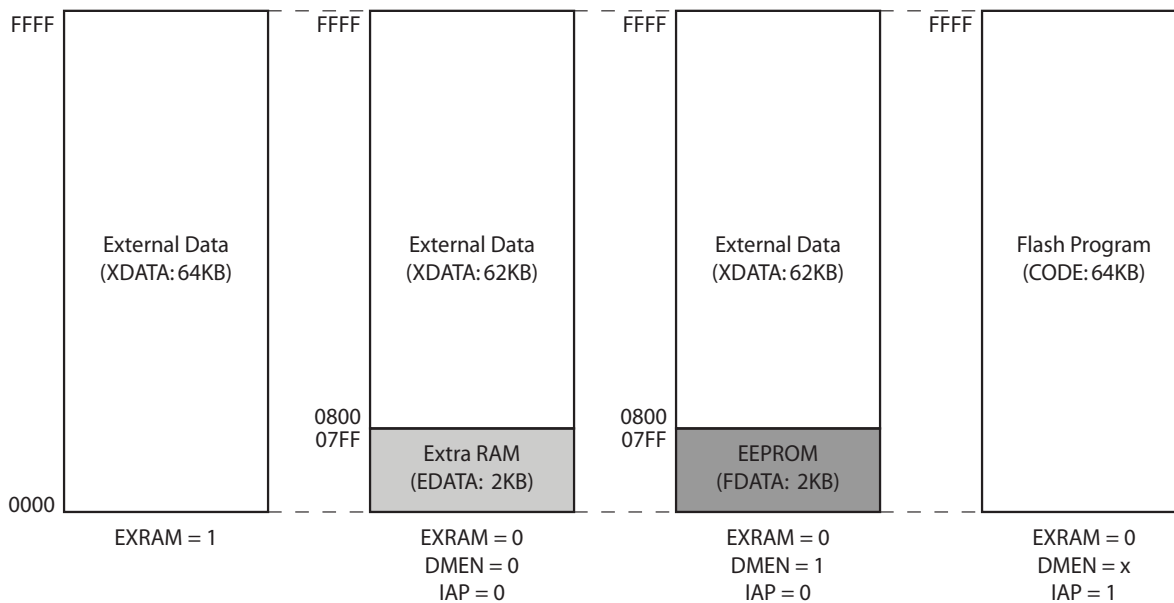 FFFF
FFFF
FFFF
FFFF
External Data
(XDATA: 64KB)
External Data
(XDATA: 62KB)
External Data
(XDATA: 62KB)
Flash Program
(CODE: 64KB)
0800
07FF
0800
07FF
Extra RAM
(EDATA: 2KB)
EEPROM
(FDATA: 2KB)
0000
EXRAM = 1
EXRAM = 0
DMEN = 0
IAP = 0
EXRAM = 0
DMEN = 1
IAP = 0
EXRAM = 0
DMEN = x
IAP = 1